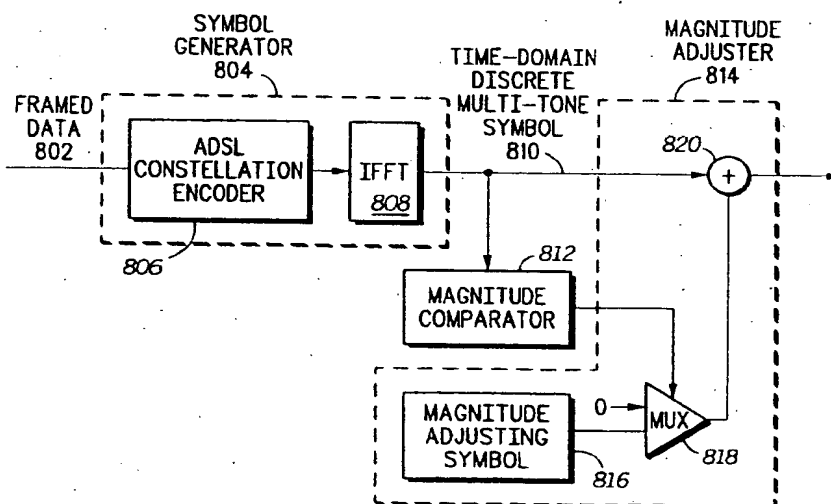 SYMBOL
GENERATOR
804
FRAMED
DATA
802
ADSL
CONSTELLATION
ENCODER
806
IFFT
808
TIME-DOMAIN
DISCRETE
MULTI-TONE
SYMBOL
810
MAGNITUDE
ADJUSTER
814
820
+
812
MAGNITUDE
COMPARATOR
MAGNITUDE
ADJUSTING
SYMBOL
816
0
MUX
818